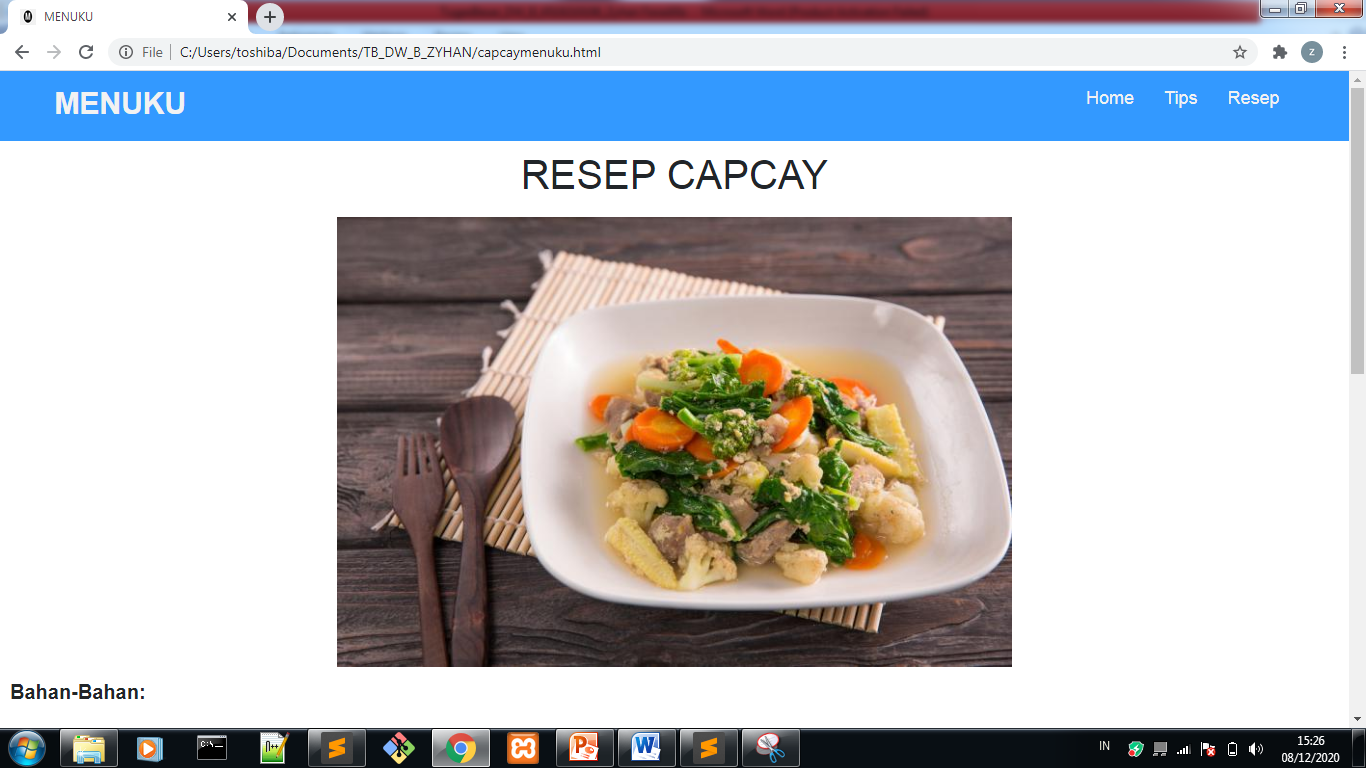 MENUKU
File
C:/Users/toshiba/Documents/TB_DW_B_ZYHAN/capcaymenuku.html
Z
MENUKU
Home Tips Resep
RESEP CAPCAY
Bahan-Bahan:
IN
15:26
08/12/2020